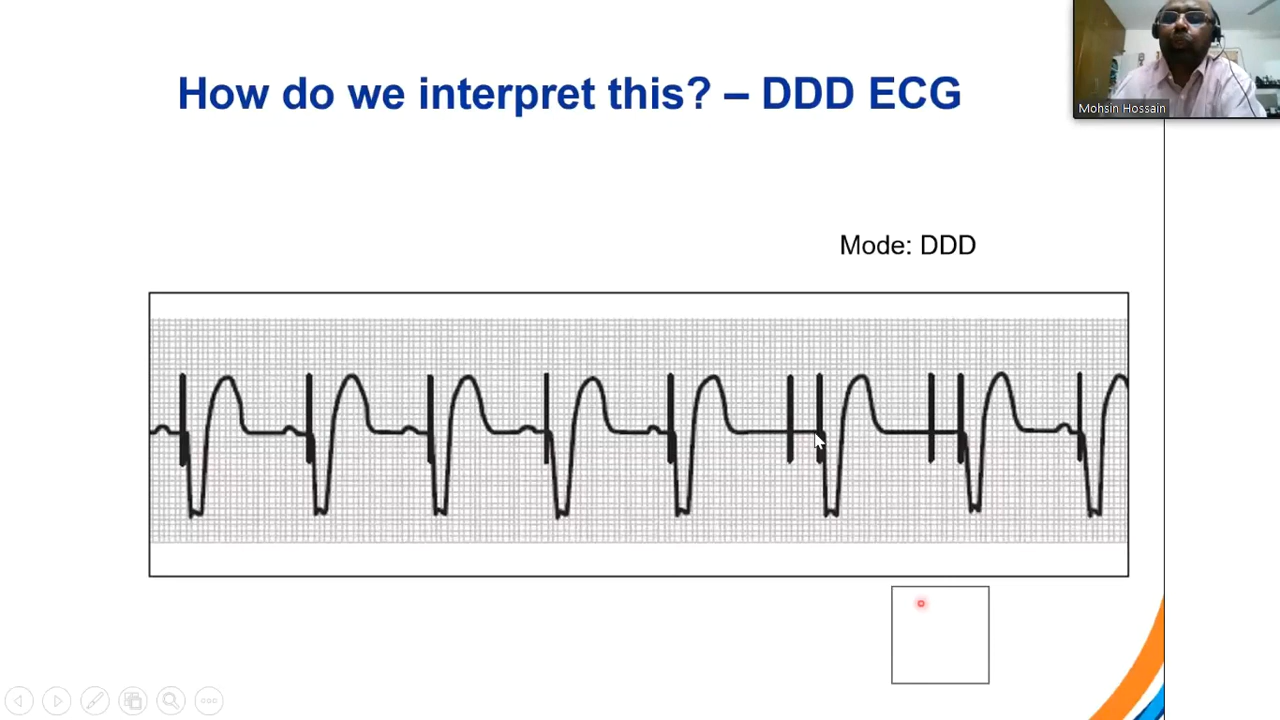 How do we interpret this? – DDD ECG
Mohsin Hossain
Mode: DDD